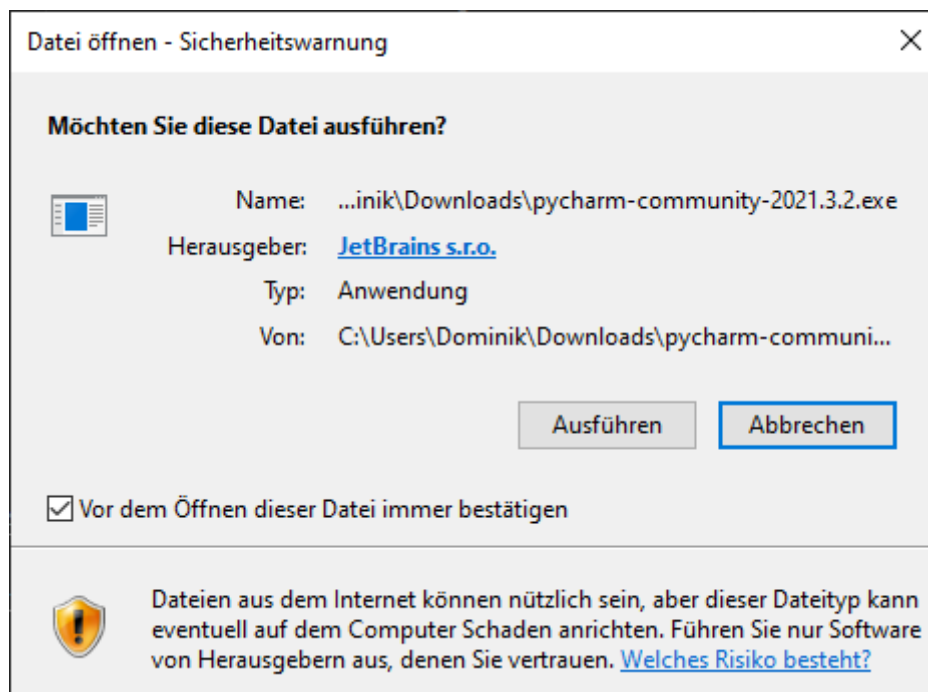 Datei öffnen - Sicherheitswarnung
Möchten Sie diese Datei ausführen?
Name: ...inik\Downloads\pycharm-community-2021.3.2.exe
Herausgeber: JetBrains s.r.o.
Typ: Anwendung
Von: C:\Users\Dominik\Downloads\pycharm-communi...
Ausführen Abbrechen
Vor dem Öffnen dieser Datei immer bestätigen
Dateien aus dem Internet können nützlich sein, aber dieser Dateityp kann
eventuell auf dem Computer Schaden anrichten. Führen Sie nur Software
von Herausgebern aus, denen Sie vertrauen. Welches Risiko besteht?